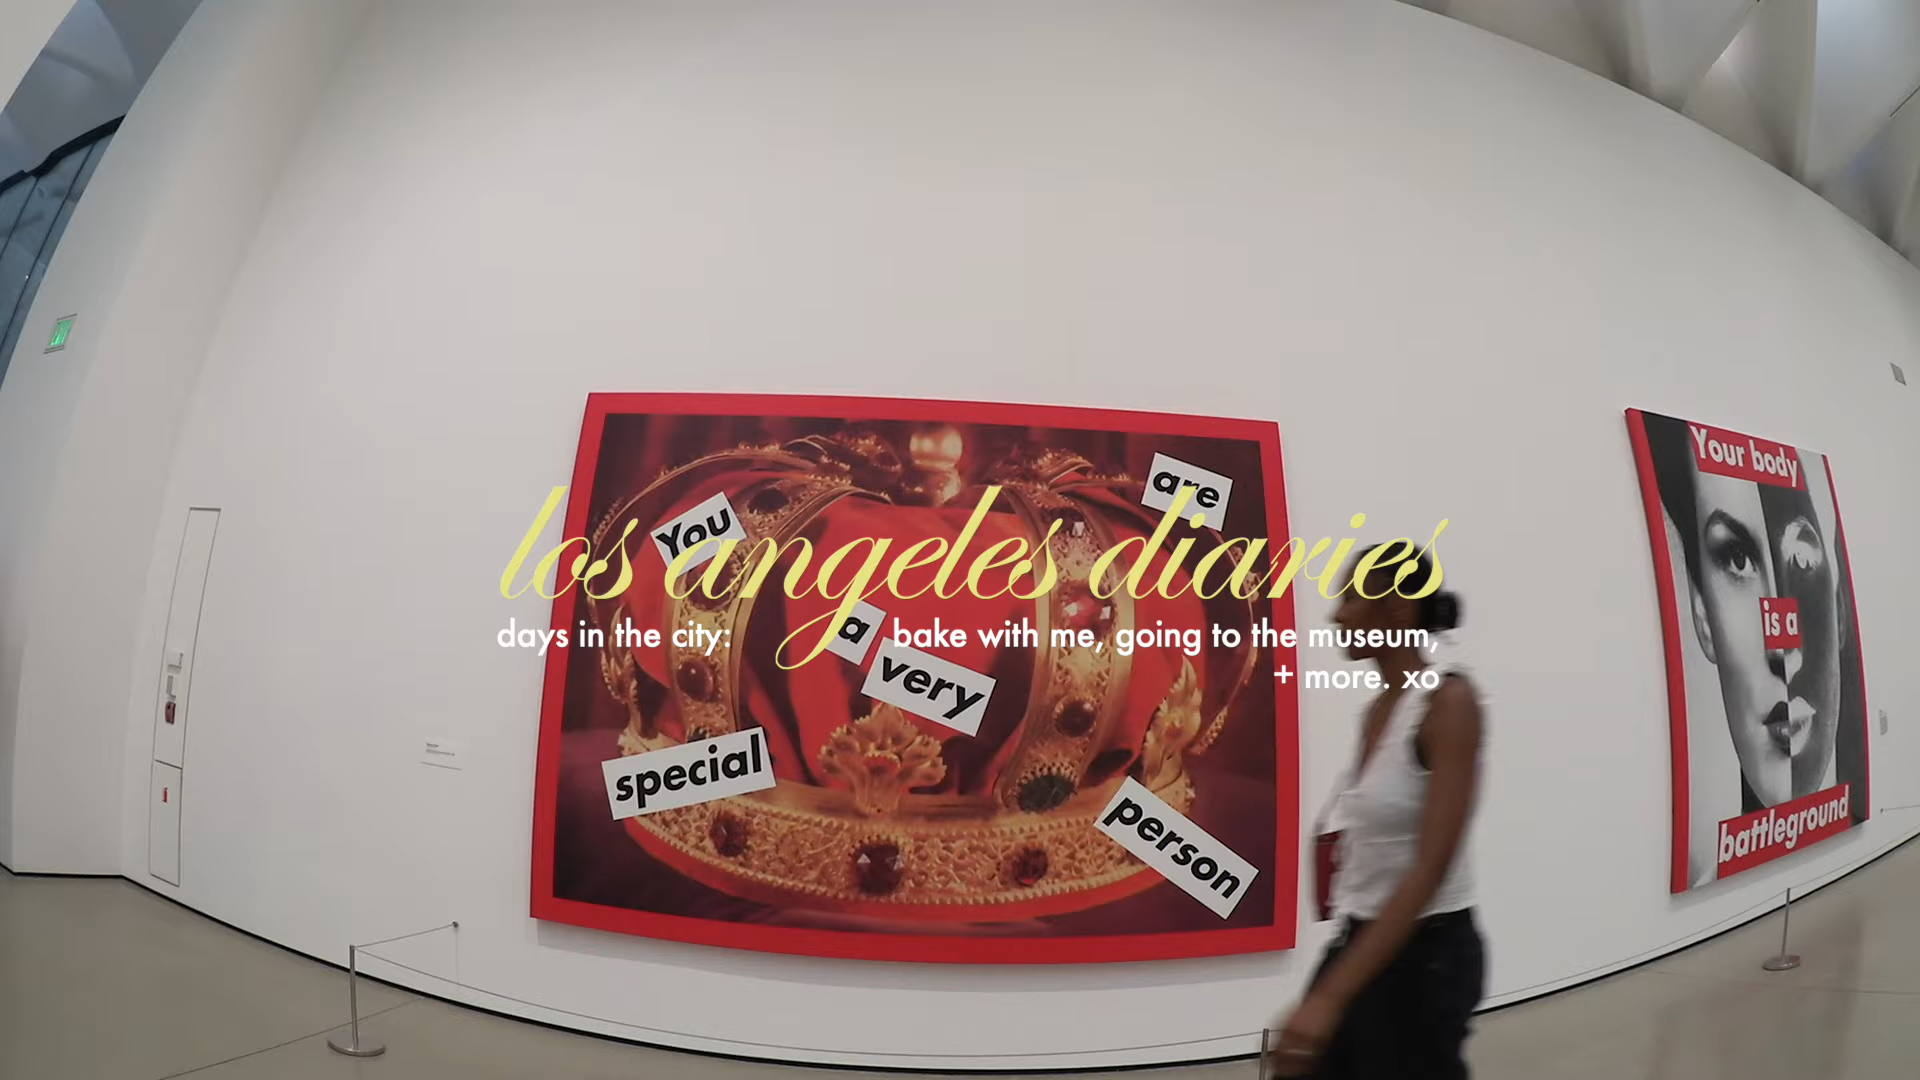 los angeles diaries
days in the city: bake with me, going to the museum,
+ more. xo
You
are
a
very
special
person
Your body
is a
battleground